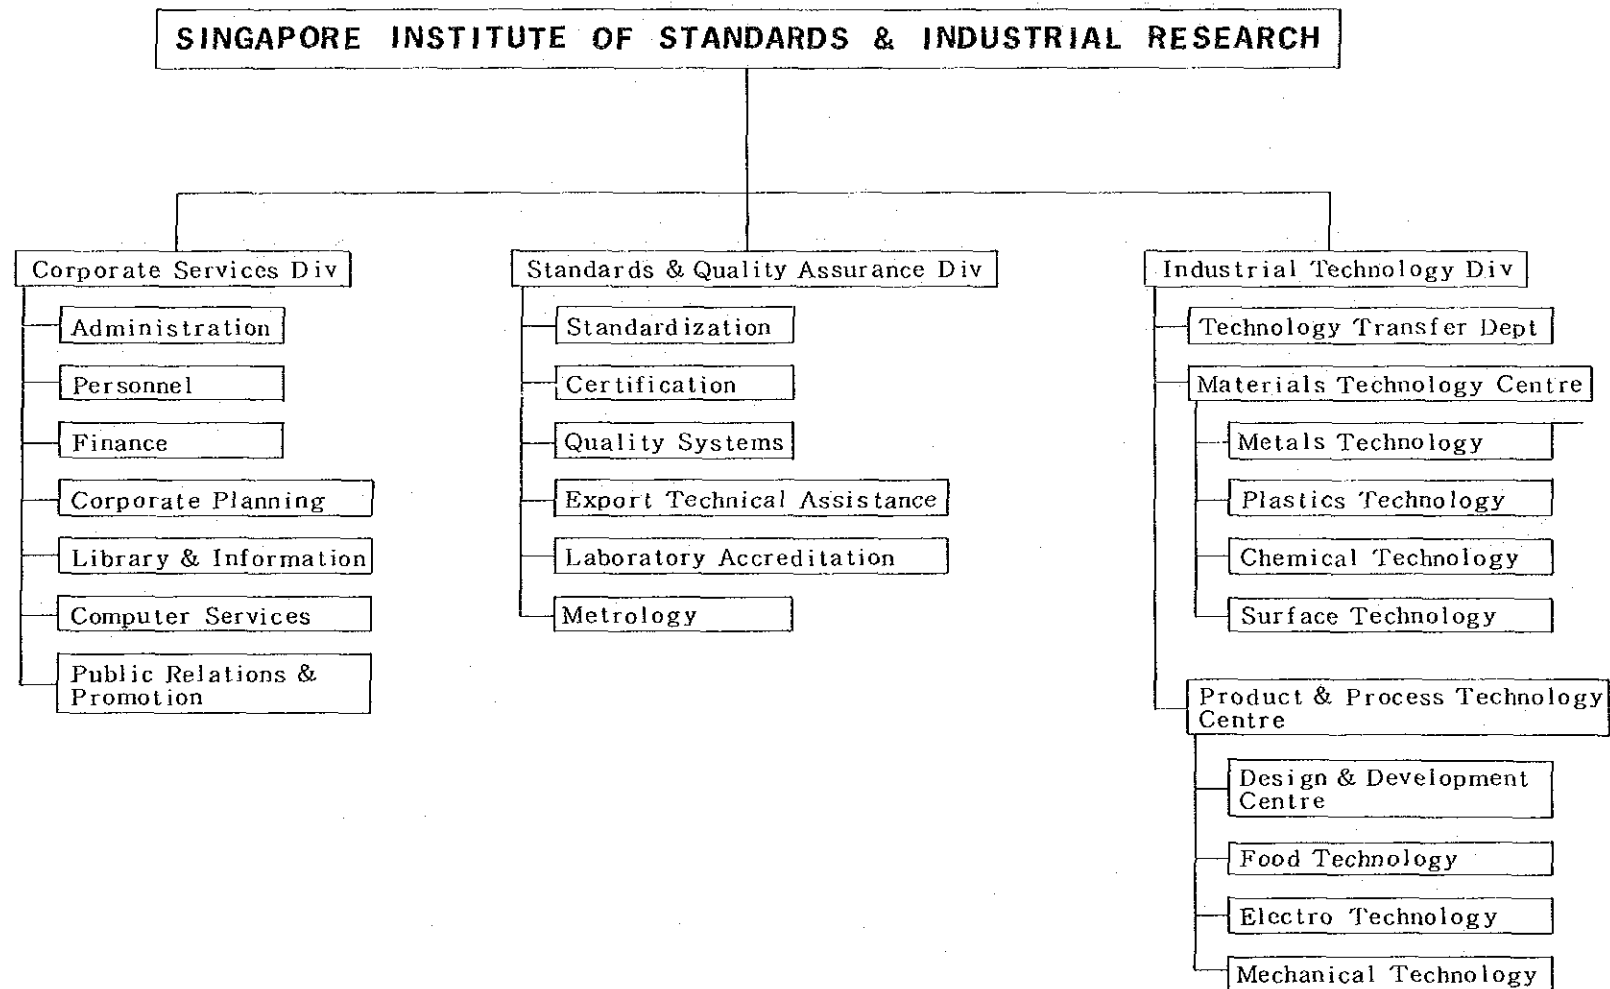 SINGAPORE INSTITUTE OF STANDARDS & INDUSTRIAL RESEARCH
Corporate Services Div
Administration
Personnel
Finance
Corporate Planning
Library & Information
Computer Services
Public Relations &
Promotion
Standards & Quality Assurance Div
Standardization
Certification
Quality Systems
Export Technical Assistance
Laboratory Accreditation
Metrology
Industrial Technology Div
Technology Transfer Dept
Materials Technology Centre
Metals Technology
Plastics Technology
Chemical Technology
Surface Technology
Product & Process Technology
Centre
Design & Development
Centre
Food Technology
Electro Technology
Mechanical Technology